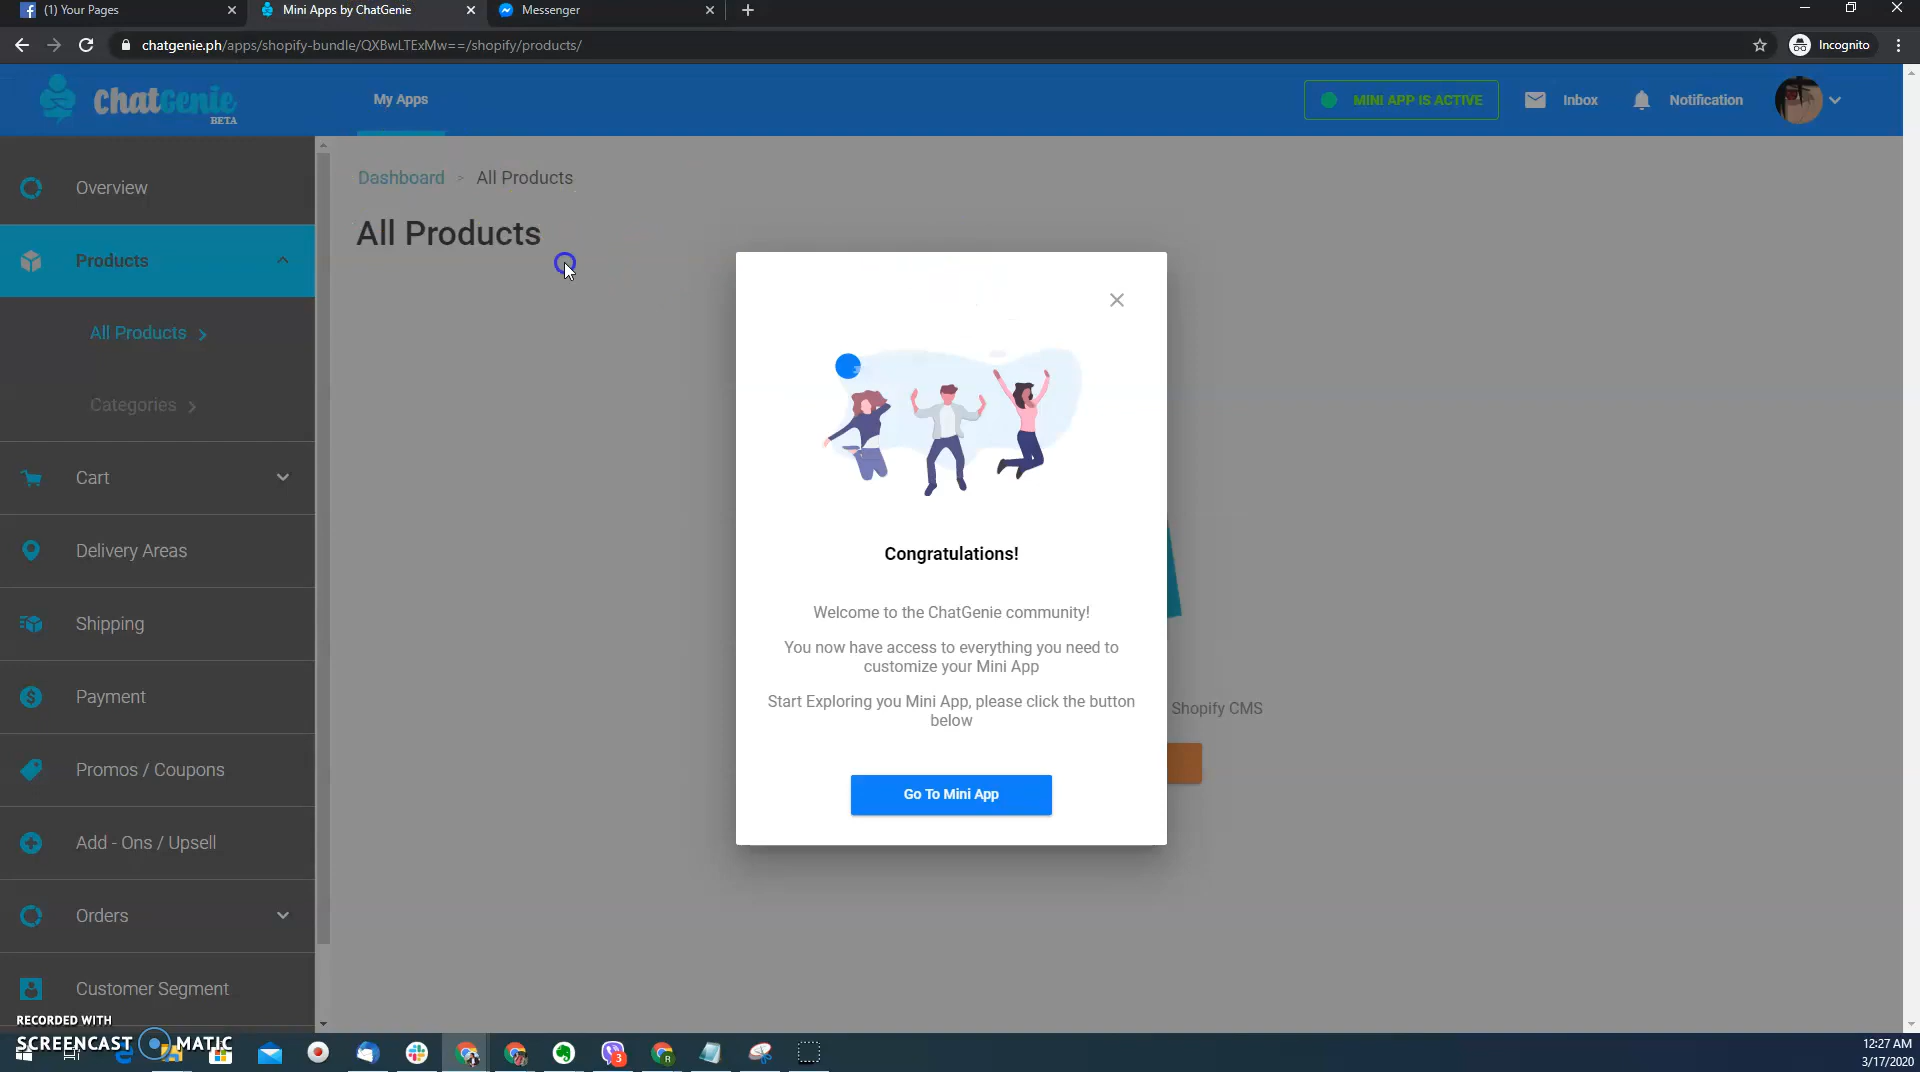 (1) Your Pages
Mini Apps by ChatGenie
Messenger
chatgenie.ph/apps/shopify-bundle/QXBwLTExMw==/shopify/products/
Incognito
ChatGenie
BETA
My Apps
MINI APP IS ACTIVE
Inbox
Notification
Overview
Products
All Products
Categories
Cart
Delivery Areas
Shipping
Payment
Promos / Coupons
Add - Ons / Upsell
Orders
Customer Segment
Dashboard > All Products
All Products
Congratulations!
Welcome to the ChatGenie community!
You now have access to everything you need to
customize your Mini App
Start Exploring you Mini App, please click the button
below
Go To Mini App
Shopify CMS
RECORDED WITH
SCREENCAST MATIC
3
R
12:27 AM
3/17/2020